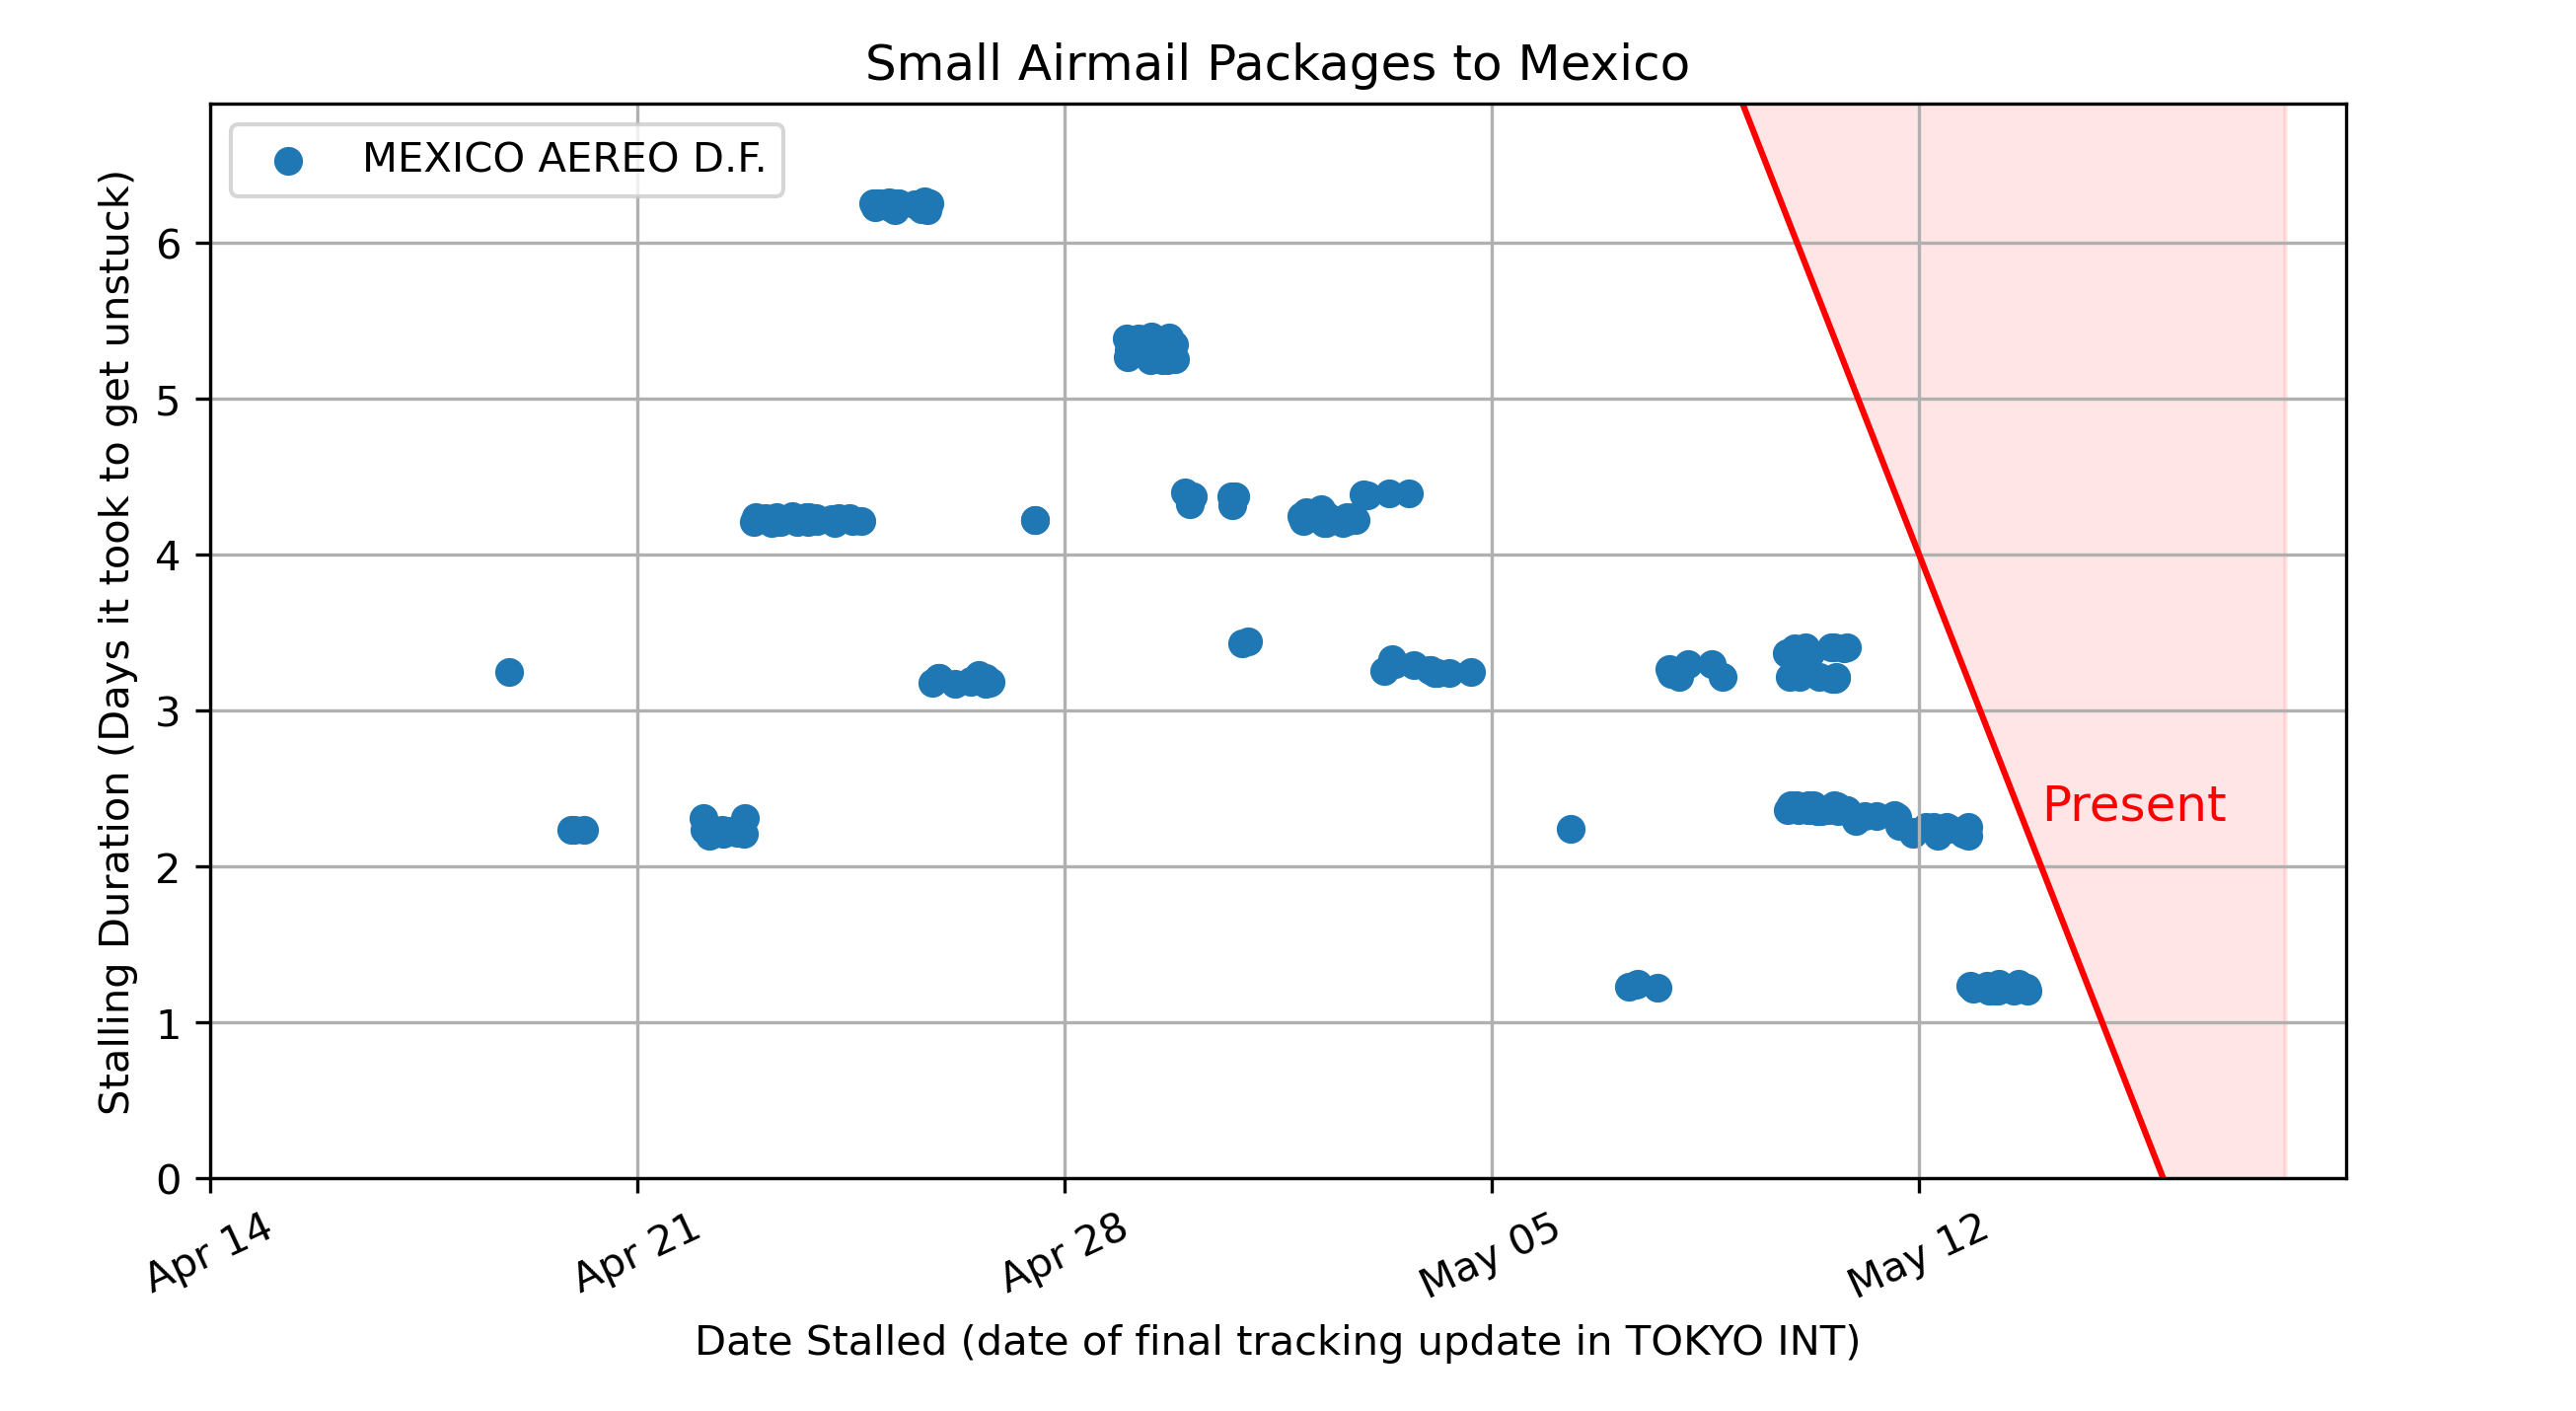 Small Airmail Packages to Mexico
MEXICO AEREO D.F.
Stalling Duration (Days it took to get unstuck)
6
5
4
3
2
1
0
Present
Apr 14
Apr 21
Apr 28
May 05
May 12
Date Stalled (date of final tracking update in TOKYO INT)